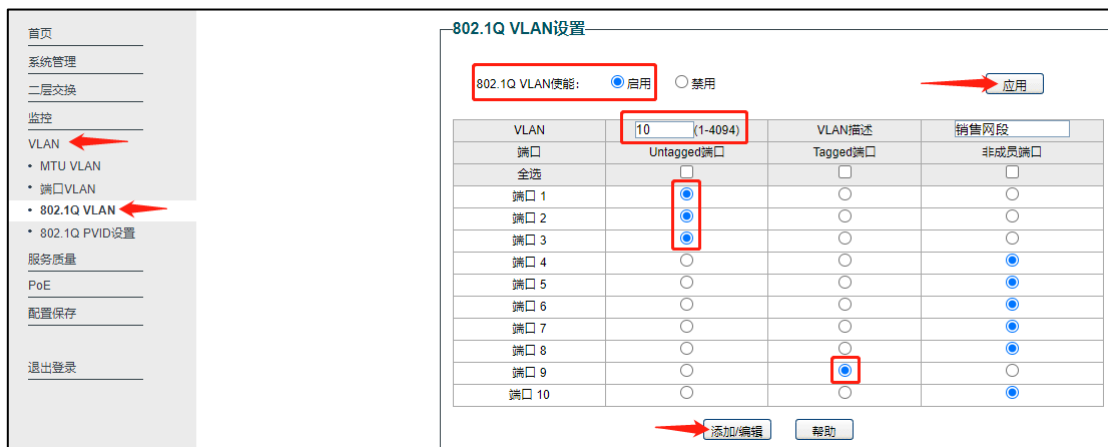 首页
系统管理
二层交换
监控
VLAN
• MTU VLAN
• 端口VLAN
• 802.1Q VLAN
• 802.1Q PVID设置
服务质量
PoE
配置保存
退出登录
802.1Q VLAN设置
802.1Q VLAN使能: 启用 禁用 应用
VLAN 10 (1-4094) VLAN描述 销售网段
端口 Untagged端口 Tagged端口 非成员端口
全选
端口 1
端口 2
端口 3
端口 4
端口 5
端口 6
端口 7
端口 8
端口 9
端口 10
添加/编辑 帮助